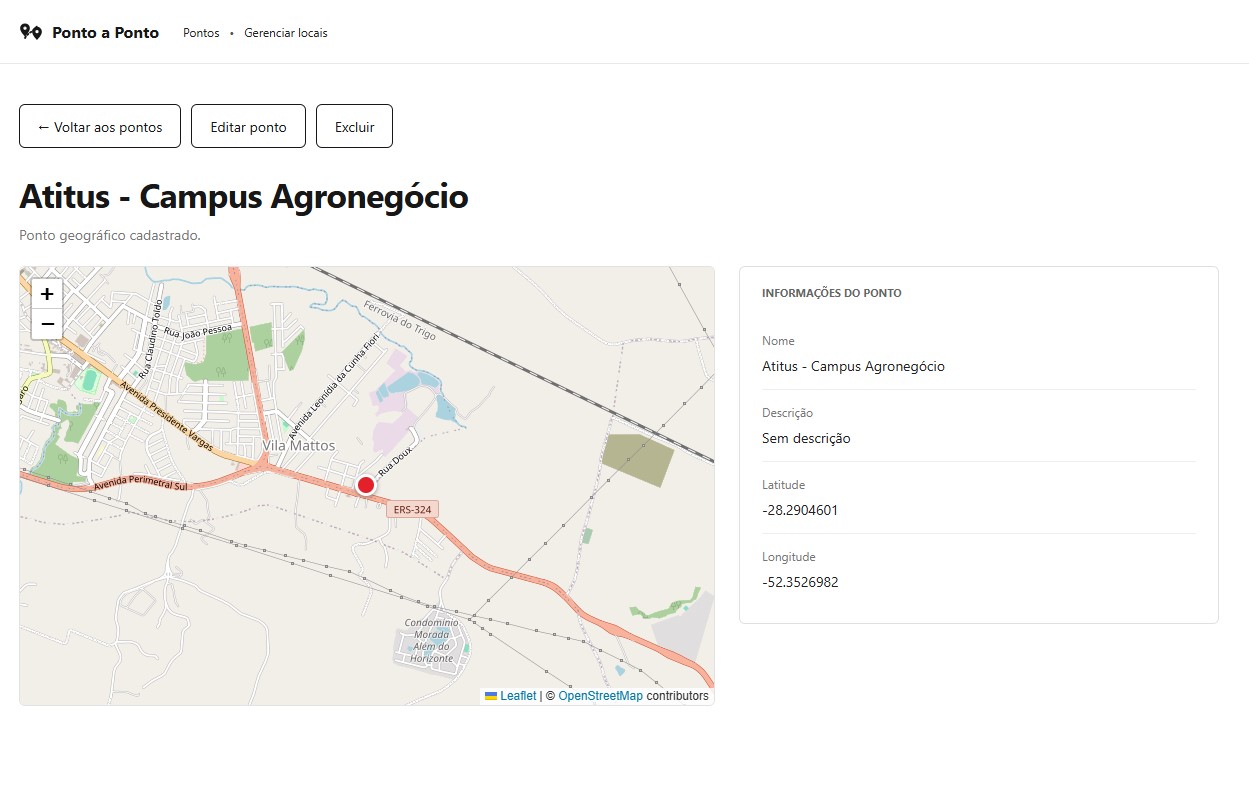 Ponto a Ponto
Pontos • Gerenciar locais
← Voltar aos pontos
Editar ponto
Excluir
Atitus - Campus Agronegócio
Ponto geográfico cadastrado.
+
−
Rua Claudino Toldo
Rua João Pessoa
Ferrovia do Trigo
Avenida Leonidia da Cunha Fiori
Avenida Presidente Vargas
Vila Mattos
Rua Doux
Avenida Perimetral Sul
ERS-324
Condomínio
Morada
Além do
Horizonte
Leaflet | © OpenStreetMap contributors
INFORMAÇÕES DO PONTO
Nome
Atitus - Campus Agronegócio
Descrição
Sem descrição
Latitude
-28.2904601
Longitude
-52.3526982